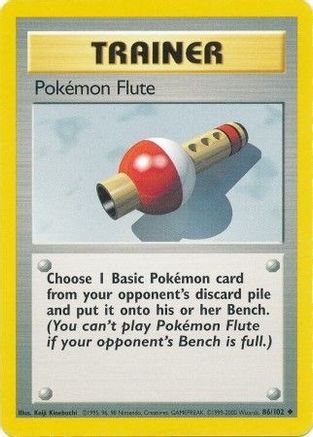 TRAINER
Pokémon Flute
Choose 1 Basic Pokémon card
from your opponent's discard pile
and put it onto his or her Bench.
(You can't play Pokémon Flute
if your opponent's Bench is full.)
Illus. Keiji Kinebuchi ©1995, 96, 98 Nintendo, Creatures, GAMEFREAK. ©1999-2000 Wizards. 86/102 ◆